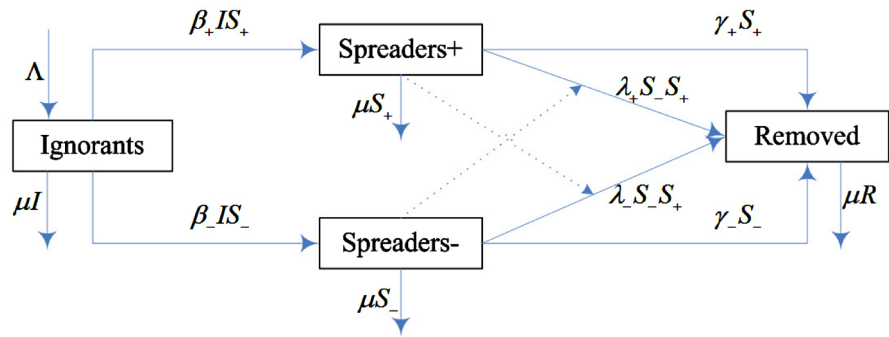 β₊IS₊
Spreaders+
γ₊S₊
Λ
μS₊
λ₊S₋S₊
Ignorants
Removed
μI
λ₋S₋S₊
μR
β₋IS₋
Spreaders-
γ₋S₋
μS₋